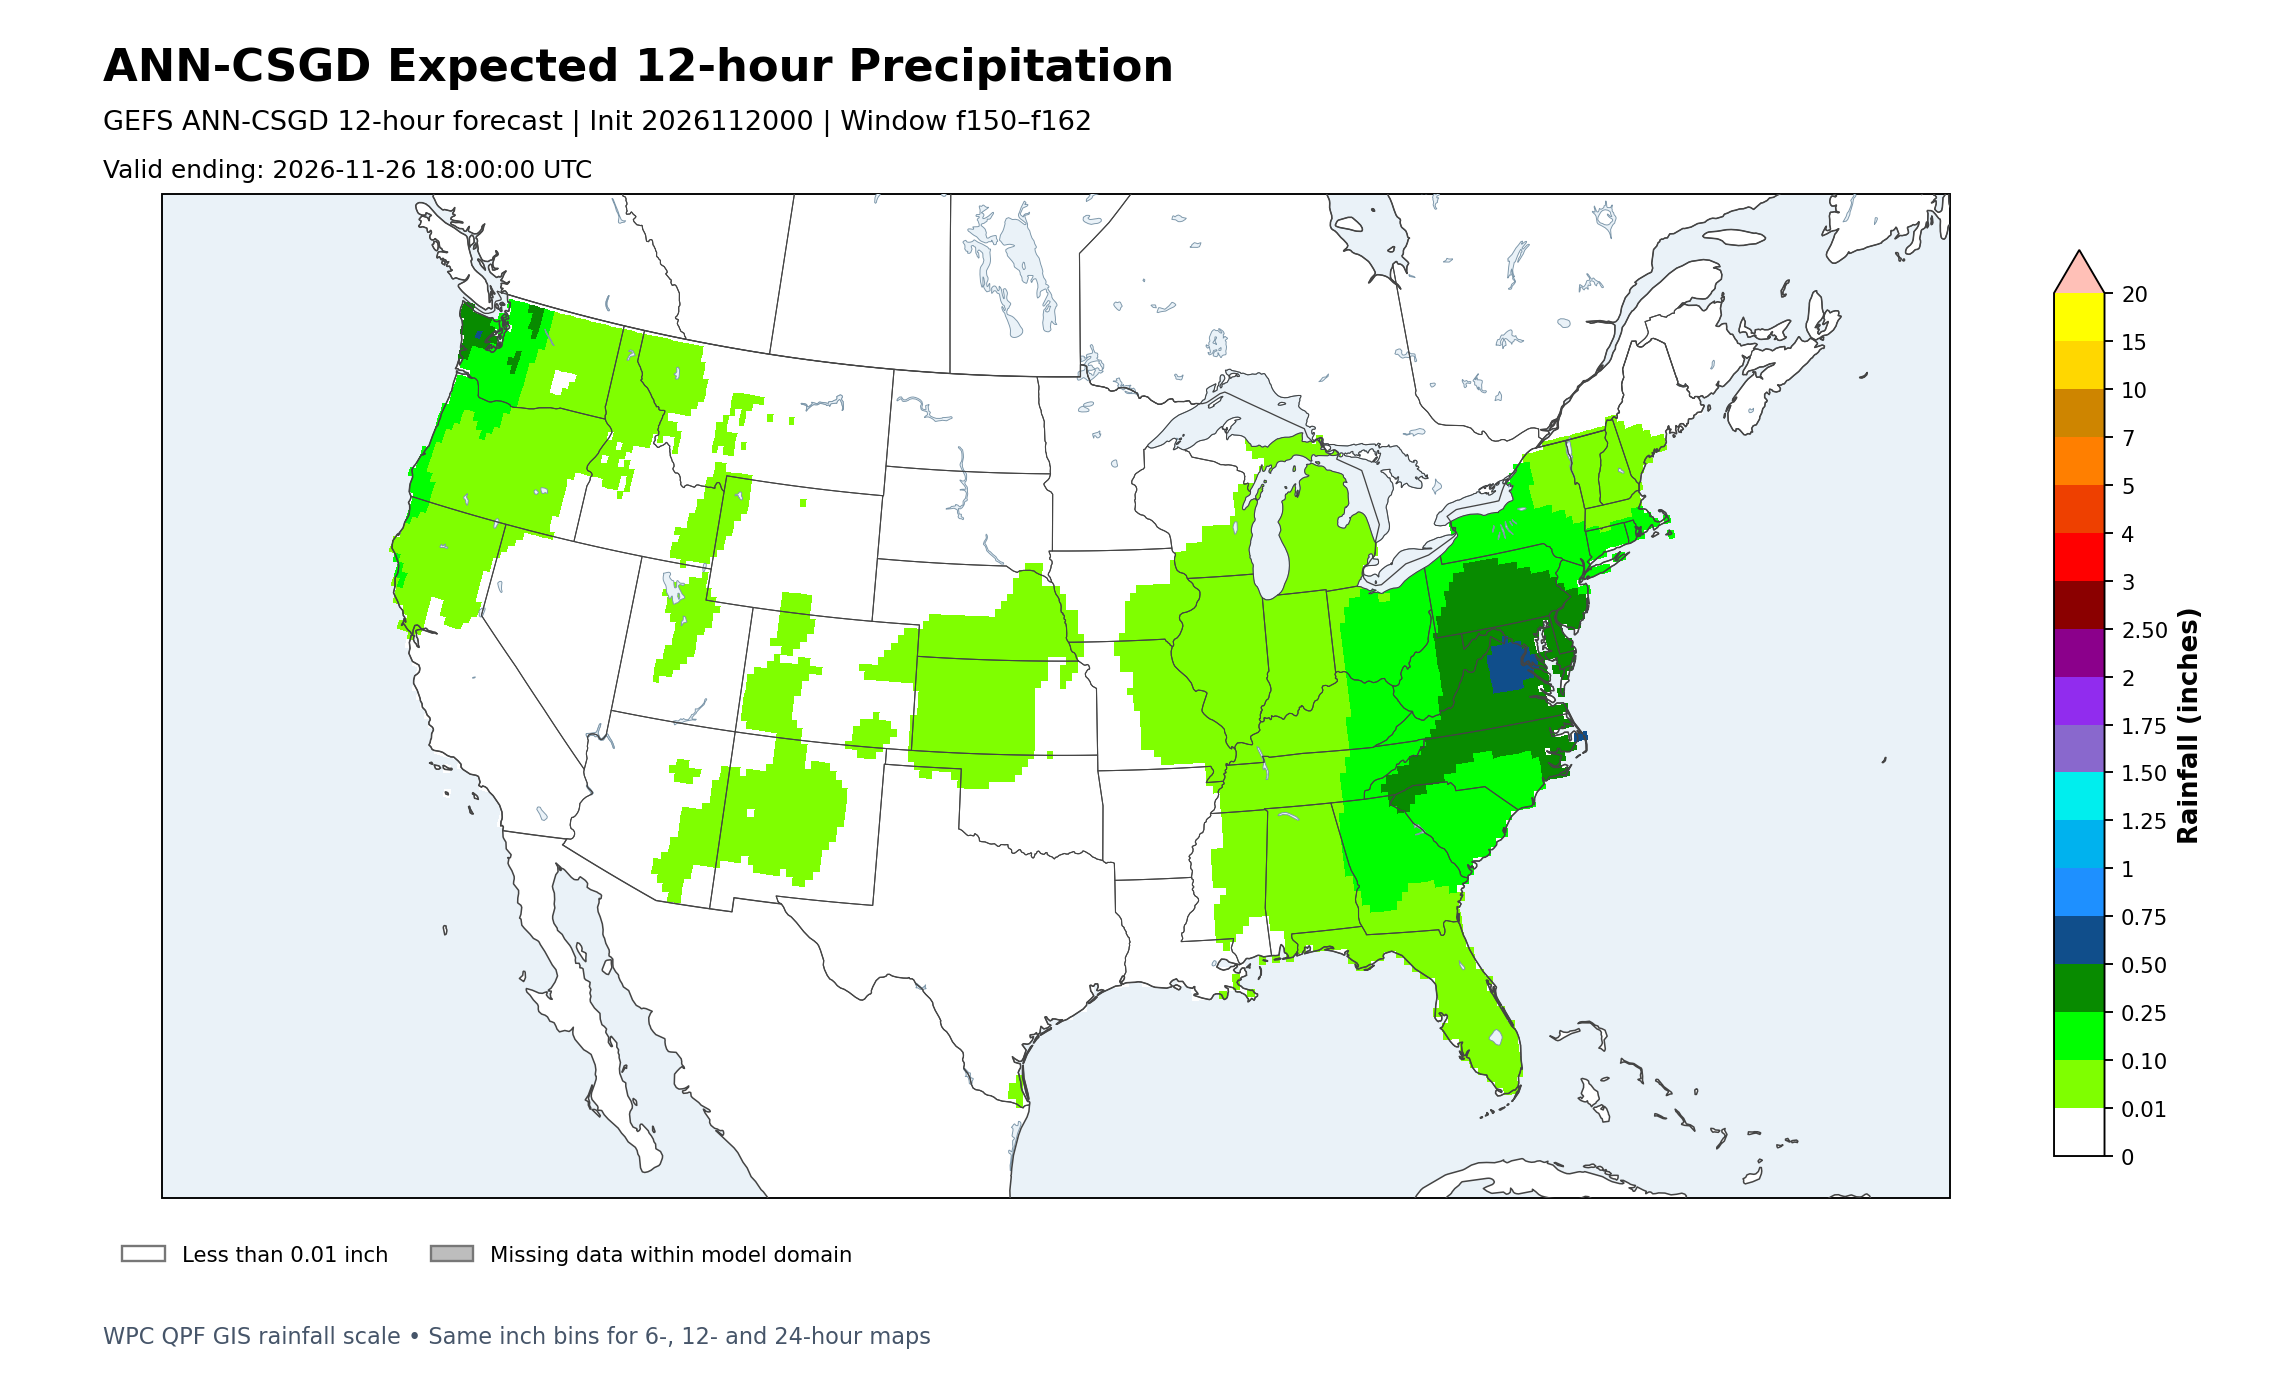 ANN-CSGD Expected 12-hour Precipitation
GEFS ANN-CSGD 12-hour forecast | Init 2026112000 | Window f150–f162
Valid ending: 2026-11-26 18:00:00 UTC
20
15
10
7
5
4
3
2.50
2
1.75
1.50
1.25
1
0.75
0.50
0.25
0.10
0.01
0
Rainfall (inches)
Less than 0.01 inch
Missing data within model domain
WPC QPF GIS rainfall scale • Same inch bins for 6-, 12- and 24-hour maps